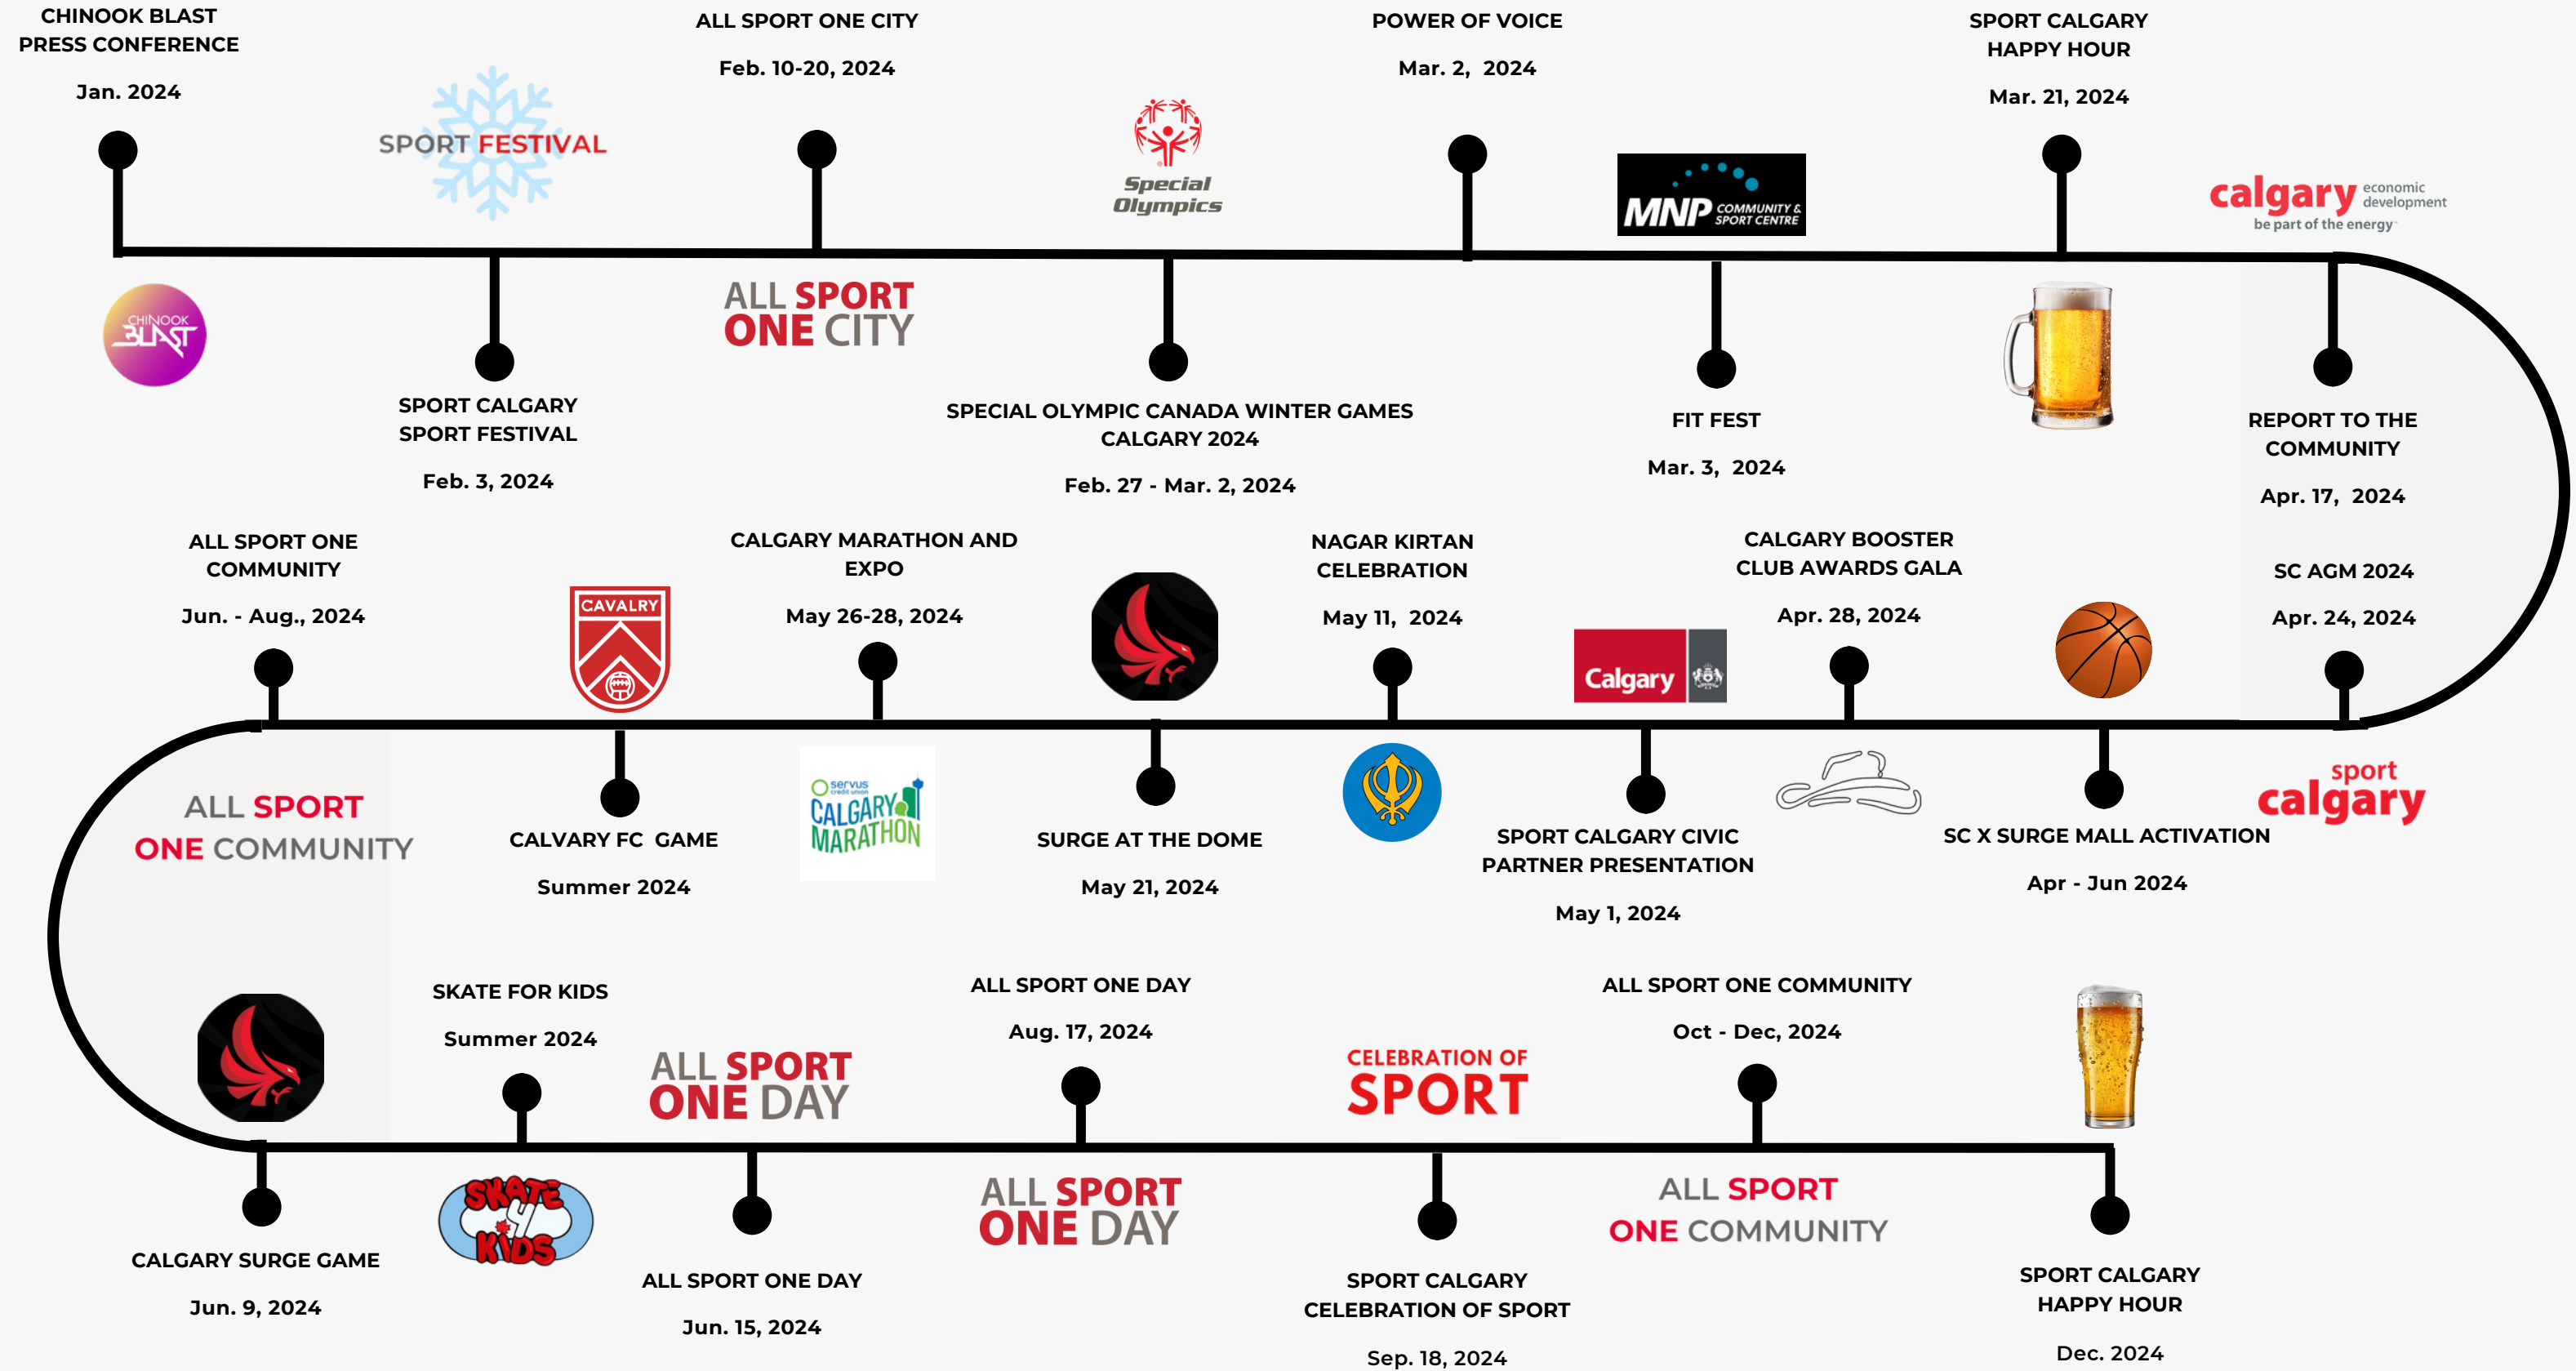 CHINOOK BLAST
PRESS CONFERENCE
Jan. 2024
CHINOOK
BLAST
SPORT FESTIVAL
SPORT CALGARY
SPORT FESTIVAL
Feb. 3, 2024
ALL SPORT ONE CITY
Feb. 10-20, 2024
ALL SPORT
ONE CITY
Special
Olympics
SPECIAL OLYMPIC CANADA WINTER GAMES
CALGARY 2024
Feb. 27 - Mar. 2, 2024
POWER OF VOICE
Mar. 2, 2024
MNP COMMUNITY &
SPORT CENTRE
FIT FEST
Mar. 3, 2024
SPORT CALGARY
HAPPY HOUR
Mar. 21, 2024
calgary economic
development
be part of the energy
REPORT TO THE
COMMUNITY
Apr. 17, 2024
SC AGM 2024
Apr. 24, 2024
sport
calgary
SC X SURGE MALL ACTIVATION
Apr - Jun 2024
CALGARY BOOSTER
CLUB AWARDS GALA
Apr. 28, 2024
Calgary
SPORT CALGARY CIVIC
PARTNER PRESENTATION
May 1, 2024
NAGAR KIRTAN
CELEBRATION
May 11, 2024
SURGE AT THE DOME
May 21, 2024
CALGARY MARATHON AND
EXPO
May 26-28, 2024
servus
credit union
CALGARY
MARATHON
CAVALRY
CALVARY FC GAME
Summer 2024
ALL SPORT ONE
COMMUNITY
Jun. - Aug., 2024
ALL SPORT
ONE COMMUNITY
CALGARY SURGE GAME
Jun. 9, 2024
SKATE FOR KIDS
Summer 2024
SKATE
4
KIDS
ALL SPORT
ONE DAY
ALL SPORT ONE DAY
Jun. 15, 2024
ALL SPORT ONE DAY
Aug. 17, 2024
ALL SPORT
ONE DAY
CELEBRATION OF
SPORT
SPORT CALGARY
CELEBRATION OF SPORT
Sep. 18, 2024
ALL SPORT ONE COMMUNITY
Oct - Dec, 2024
ALL SPORT
ONE COMMUNITY
SPORT CALGARY
HAPPY HOUR
Dec. 2024